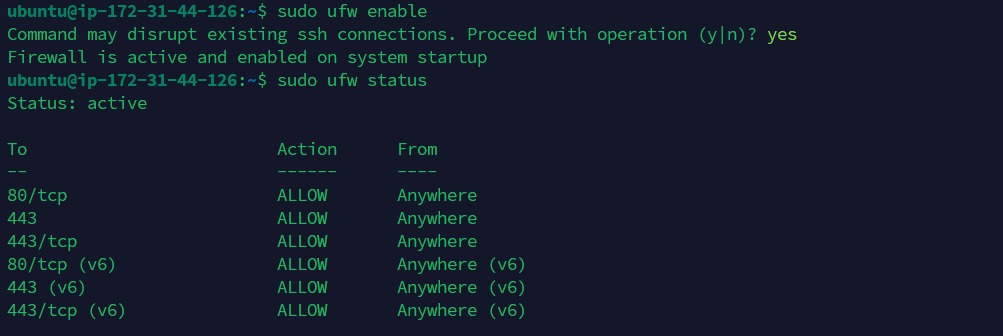 ubuntu@ip-172-31-44-126:~$ sudo ufw enable
Command may disrupt existing ssh connections. Proceed with operation (y|n)? yes
Firewall is active and enabled on system startup
ubuntu@ip-172-31-44-126:~$ sudo ufw status
Status: active

To                         Action      From
--                         ------      ----
80/tcp                     ALLOW       Anywhere
443                        ALLOW       Anywhere
443/tcp                    ALLOW       Anywhere
80/tcp (v6)                ALLOW       Anywhere (v6)
443 (v6)                   ALLOW       Anywhere (v6)
443/tcp (v6)               ALLOW       Anywhere (v6)